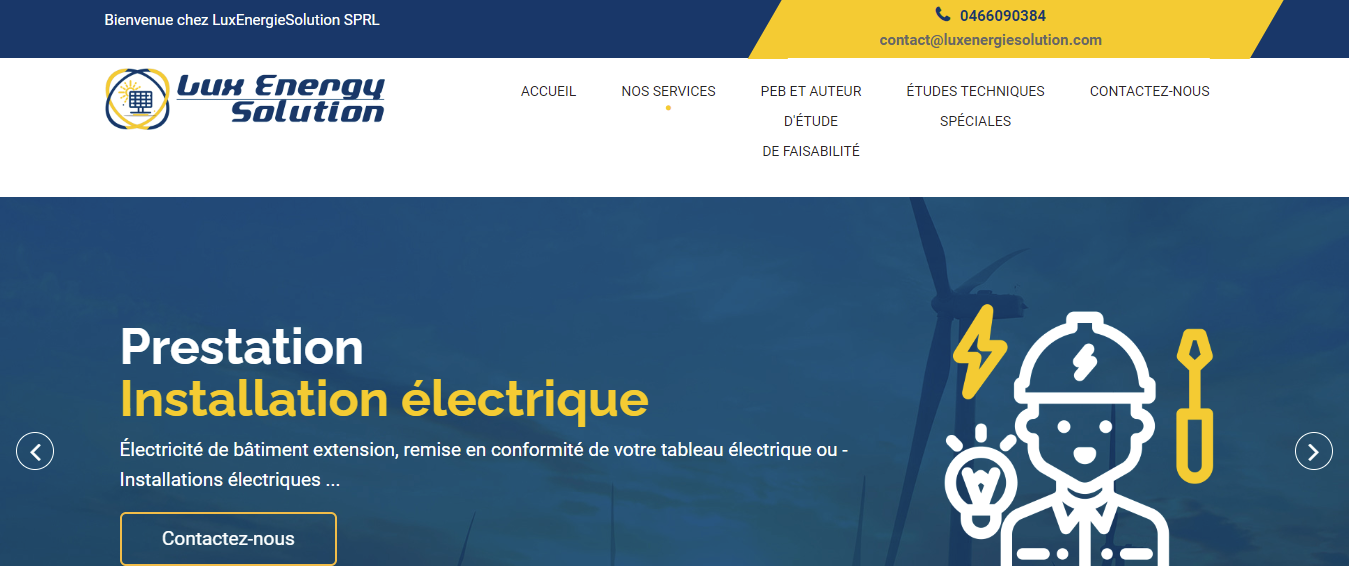 Bienvenue chez LuxEnergieSolution SPRL
0466090384
contact@luxenergiesolution.com
Lux Energy
Solution
ACCUEIL
NOS SERVICES
PEB ET AUTEUR
D'ÉTUDE
DE FAISABILITÉ
ÉTUDES TECHNIQUES
SPÉCIALES
CONTACTEZ-NOUS
Prestation
Installation électrique
Électricité de bâtiment extension, remise en conformité de votre tableau électrique ou -
Installations électriques ...
Contactez-nous